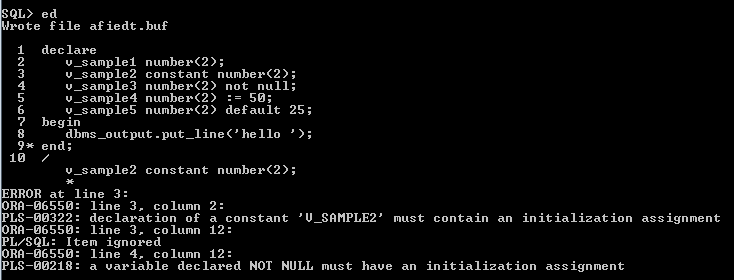 SQL> ed
Wrote file afiedt.buf
1 declare
2 v_sample1 number(2);
3 v_sample2 constant number(2);
4 v_sample3 number(2) not null;
5 v_sample4 number(2) := 50;
6 v_sample5 number(2) default 25;
7 begin
8 dbms_output.put_line('hello ');
9* end;
10 /
v_sample2 constant number(2);
*
ERROR at line 3:
ORA-06550: line 3, column 2:
PLS-00322: declaration of a constant 'V_SAMPLE2' must contain an initialization assignment
ORA-06550: line 3, column 12:
PL/SQL: Item ignored
ORA-06550: line 4, column 12:
PLS-00218: a variable declared NOT NULL must have an initialization assignment